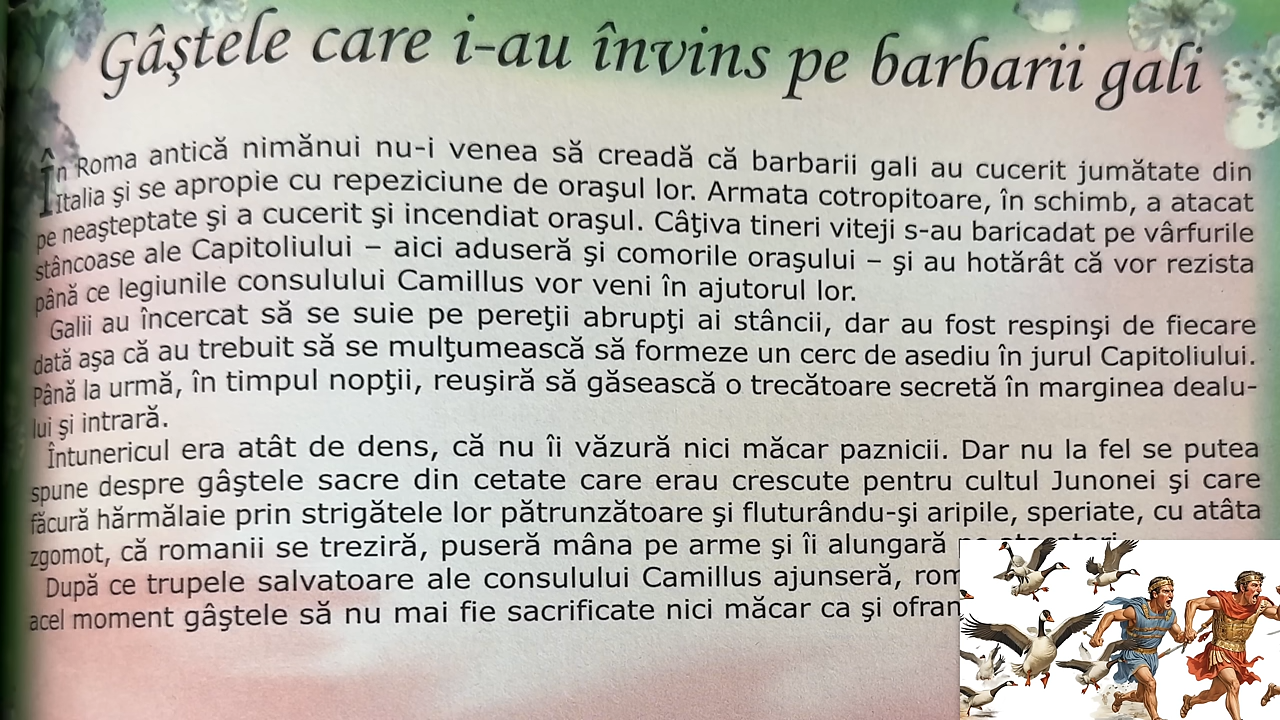 Gâştele care i-au învins pe barbarii gali
În Roma antică nimănui nu-i venea să creadă că barbarii gali au cucerit jumătate din
Italia şi se apropie cu repeziciune de oraşul lor. Armata cotropitoare, în schimb, a atacat
pe neaşteptate şi a cucerit şi incendiat oraşul. Câţiva tineri viteji s-au baricadat pe vârfurile
stâncoase ale Capitoliului – aici aduseră şi comorile oraşului – şi au hotărât că vor rezista
până ce legiunile consulului Camillus vor veni în ajutorul lor.
Galii au încercat să se suie pe pereţii abrupţi ai stâncii, dar au fost respinşi de fiecare
dată aşa că au trebuit să se mulţumească să formeze un cerc de asediu în jurul Capitoliului.
Până la urmă, în timpul nopţii, reuşiră să găsească o trecătoare secretă în marginea dealu-
lui şi intrară.
Întunericul era atât de dens, că nu îi văzură nici măcar paznicii. Dar nu la fel se putea
spune despre gâştele sacre din cetate care erau crescute pentru cultul Junonei şi care
făcură hărmălaie prin strigătele lor pătrunzătoare şi fluturându-şi aripile, speriate, cu atâta
zgomot, că romanii se treziră, puseră mâna pe arme şi îi alungară
După ce trupele salvatoare ale consulului Camillus ajunseră,
acel moment gâştele să nu mai fie sacrificate nici măcar ca şi